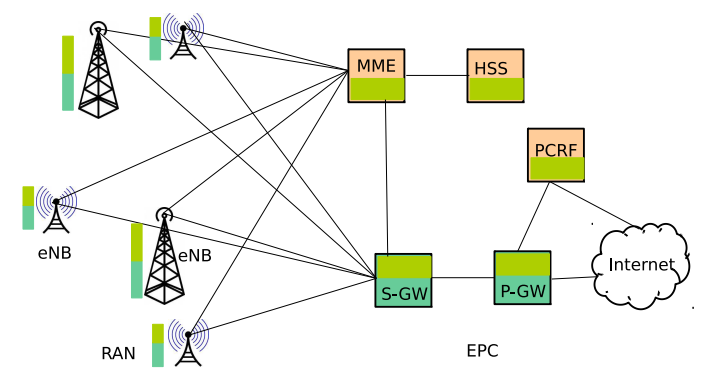 MME
HSS
PCRF
eNB
eNB
Internet
S-GW
P-GW
RAN
EPC